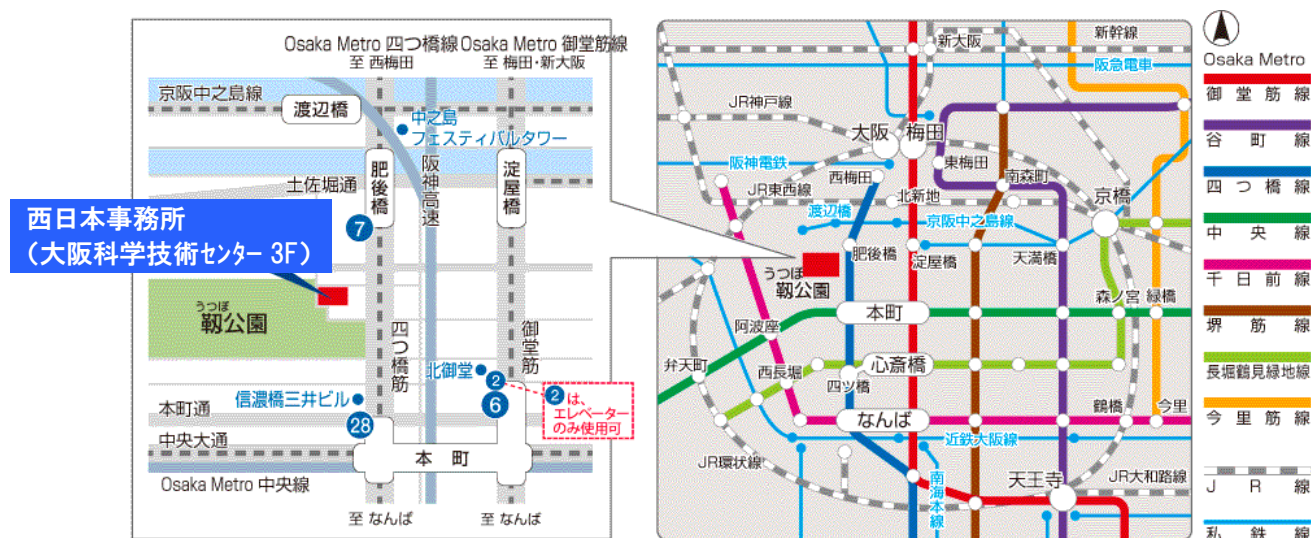 Osaka Metro 四つ橋線
至 西梅田
Osaka Metro 御堂筋線
至 梅田・新大阪
京阪中之島線
渡辺橋
中之島
フェスティバルタワー
土佐堀通
肥後橋
阪神高速
淀屋橋
7
西日本事務所
（大阪科学技術センター 3F）
うつぼ
靱公園
四つ橋筋
御堂筋
北御堂
2
6
2は、
エレベーター
のみ使用可
信濃橋三井ビル
本町通
28
中央大通
本町
Osaka Metro 中央線
至 なんば
至 なんば
新大阪
新幹線
阪急電車
JR神戸線
大阪
梅田
東梅田
阪神電鉄
西梅田
南森町
JR東西線
北新地
京橋
渡辺橋
京阪中之島線
肥後橋
淀屋橋
天満橋
うつぼ
靱公園
森ノ宮
緑橋
本町
阿波座
弁天町
心斎橋
西長堀
四ツ橋
なんば
鶴橋
今里
近鉄大阪線
JR環状線
南海本線
天王寺
JR大和路線
Osaka Metro
御堂筋線
谷町線
四つ橋線
中央線
千日前線
堺筋線
長堀鶴見緑地線
今里筋線
JR線
私鉄線